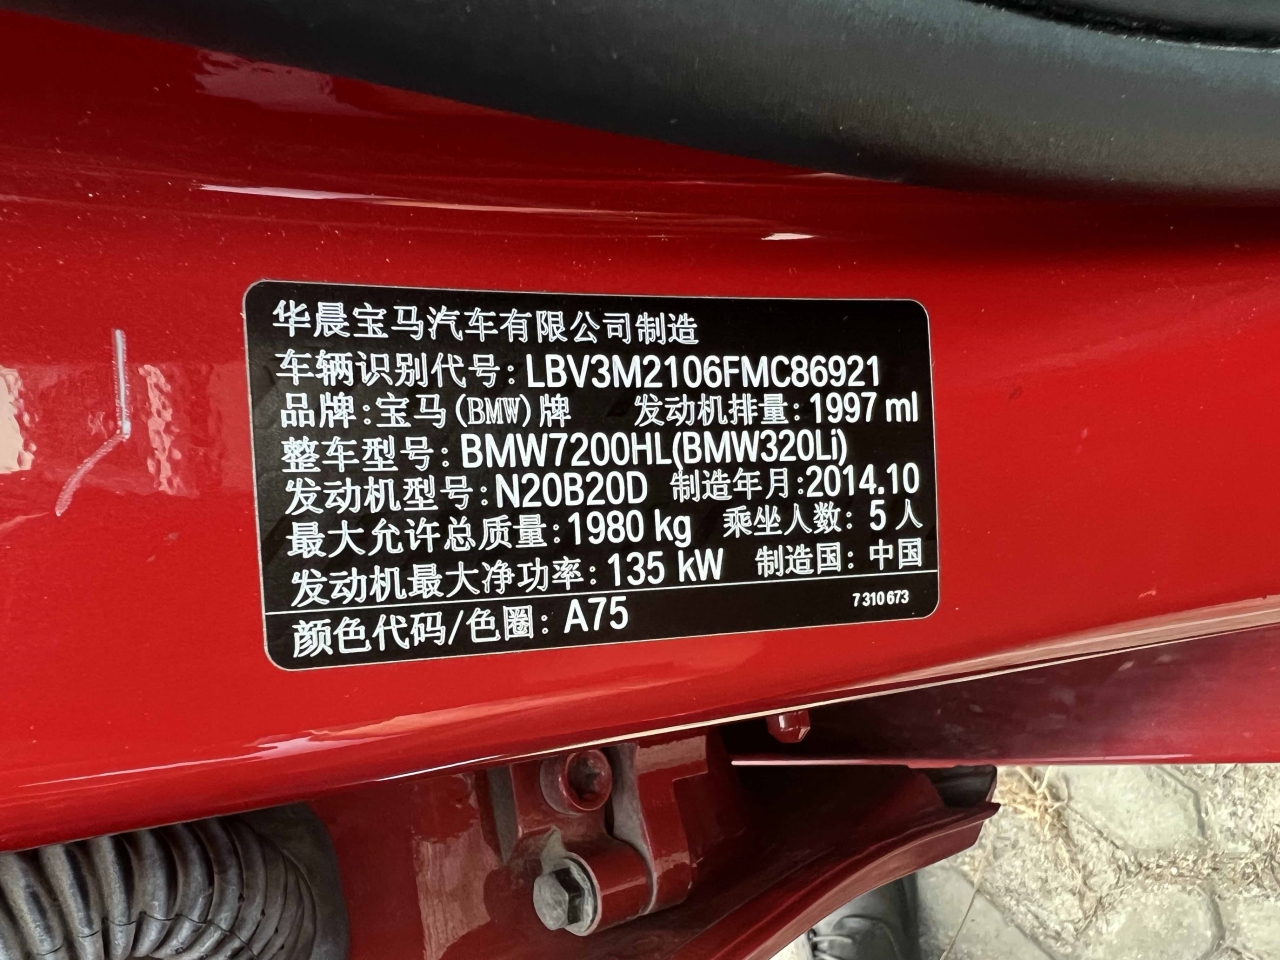 华晨宝马汽车有限公司制造
车辆识别代号: LBV3M2106FMC86921
品牌: 宝马(BMW)牌 发动机排量: 1997 ml
整车型号: BMW7200HL(BMW320Li)
发动机型号: N20B20D 制造年月: 2014.10
最大允许总质量: 1980 kg 乘坐人数: 5 人
发动机最大净功率: 135 kW 制造国: 中国
颜色代码/色圈: A75 7 310 673